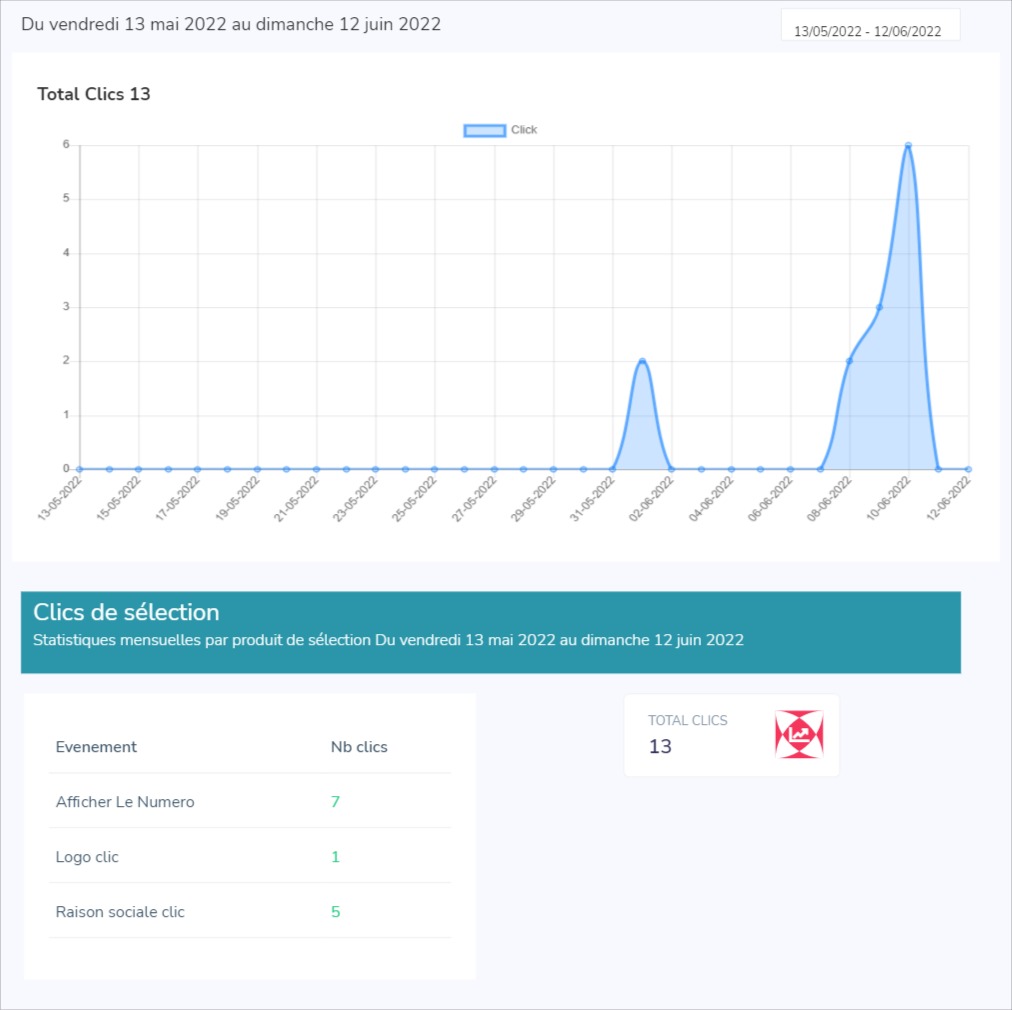 Du vendredi 13 mai 2022 au dimanche 12 juin 2022
13/05/2022 - 12/06/2022
Total Clics 13
Click
6
5
4
3
2
1
0
13-05-2022
15-05-2022
17-05-2022
19-05-2022
21-05-2022
23-05-2022
25-05-2022
27-05-2022
29-05-2022
31-05-2022
02-06-2022
04-06-2022
06-06-2022
08-06-2022
10-06-2022
12-06-2022
Clics de sélection
Statistiques mensuelles par produit de sélection Du vendredi 13 mai 2022 au dimanche 12 juin 2022
Evenement Nb clics
Afficher Le Numero 7
Logo clic 1
Raison sociale clic 5
TOTAL CLICS
13